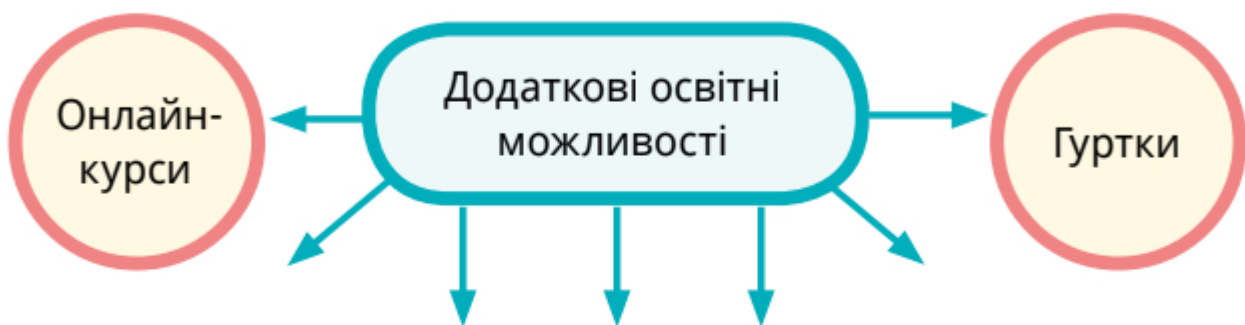 Онлайн-
курси
Додаткові освітні
можливості
Гуртки